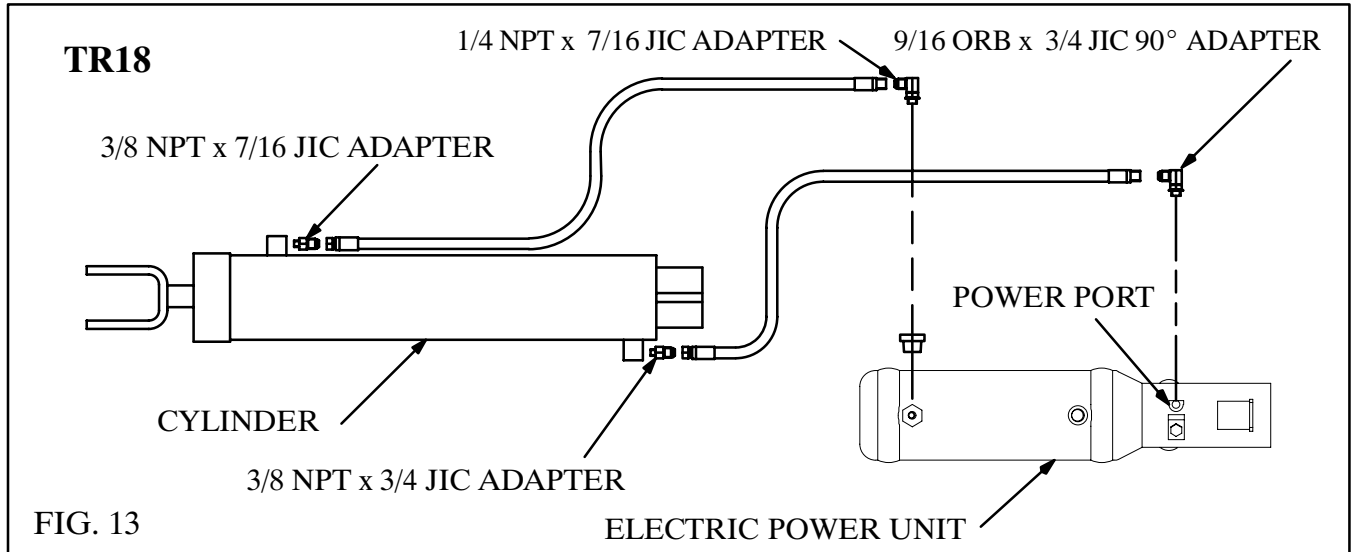 TR18
1/4 NPT x 7/16 JIC ADAPTER
9/16 ORB x 3/4 JIC 90° ADAPTER
3/8 NPT x 7/16 JIC ADAPTER
POWER PORT
CYLINDER
3/8 NPT x 3/4 JIC ADAPTER
FIG. 13
ELECTRIC POWER UNIT